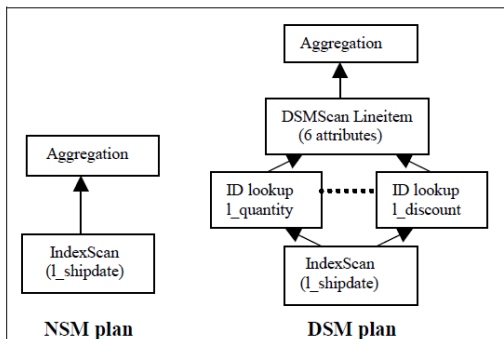 Aggregation
IndexScan
(l_shipdate)
NSM plan
Aggregation
DSMScan Lineitem
(6 attributes)
ID lookup
l_quantity
ID lookup
l_discount
IndexScan
(l_shipdate)
DSM plan